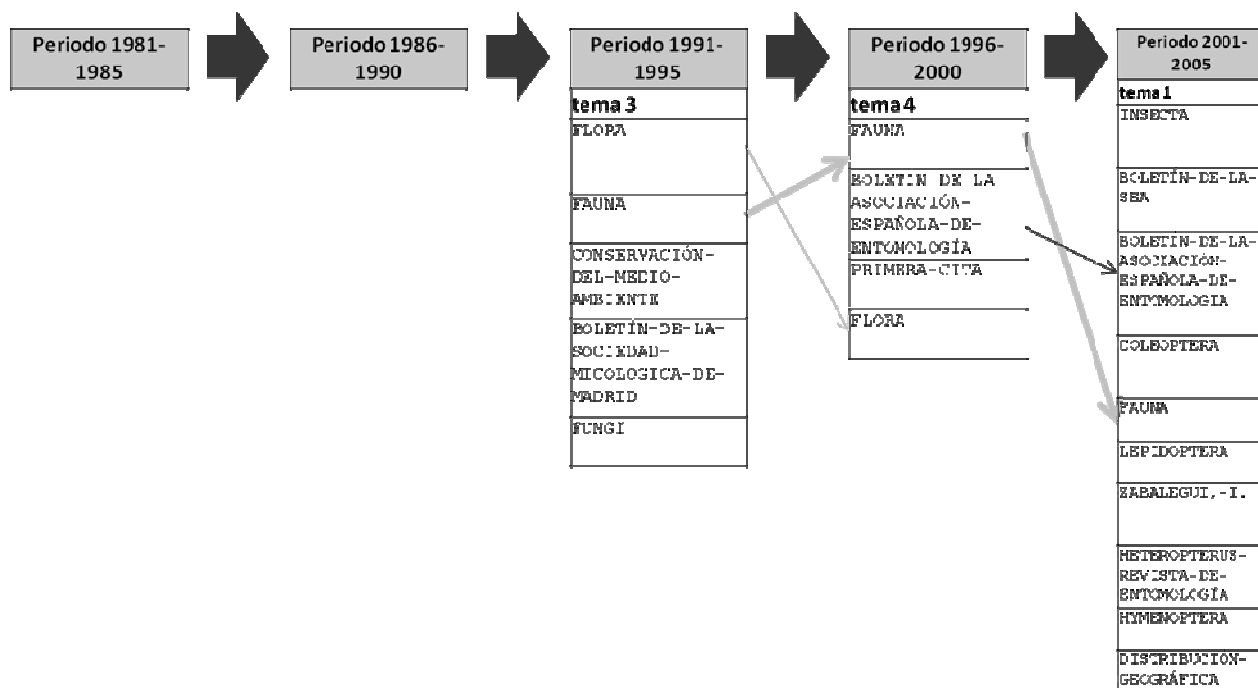 Periodo 1981-
1985
Periodo 1986-
1990
Periodo 1991-
1995
tema 3
FLORA
FAUNA
CONSERVACIÓN-
DEL-MEDIO-
AMBIENTE
BOLETÍN-DE-LA-
SOCIEDAD-
MICOLOGICA-DE-
MADRID
FUNGI
Periodo 1996-
2000
tema 4
FAUNA
BOLETIN DE LA
ASOCIACIÓN-
ESPAÑOLA-DE-
ENTOMOLOGÍA
PRIMERA-CITA
FLORA
Periodo 2001-
2005
tema 1
INSECTA
BOLETÍN-DE-LA-
SEA
BOLETIN-DE-LA-
ASOCIACIÓN-
ESPAÑOLA-DE-
ENTOMOLOGIA
COLEOPTERA
FAUNA
LEPIDOPTERA
ZABALEGUI,-I.
HETEROPTERUS-
REVISTA-DE-
ENTOMOLOGÍA
HYMENOPTERA
DISTRIBUCION-
GEOGRÁFICA